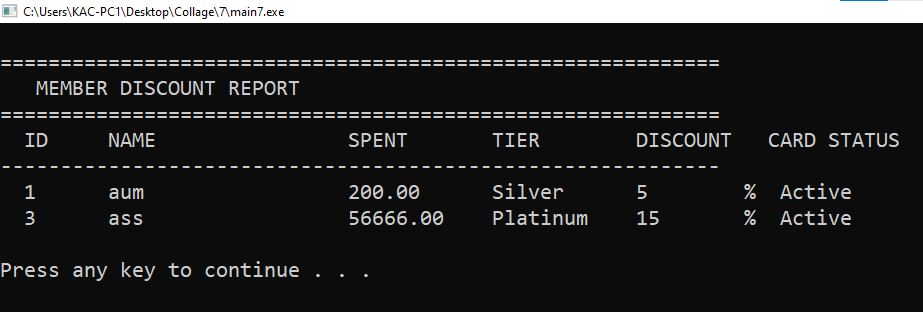 C:\Users\KAC-PC1\Desktop\Collage\7\main7.exe
============================================================
   MEMBER DISCOUNT REPORT
============================================================
  ID     NAME                SPENT       TIER        DISCOUNT   CARD STATUS
------------------------------------------------------------
  1      aum                 200.00      Silver      5        %  Active
  3      ass                 56666.00    Platinum    15       %  Active
Press any key to continue . . .